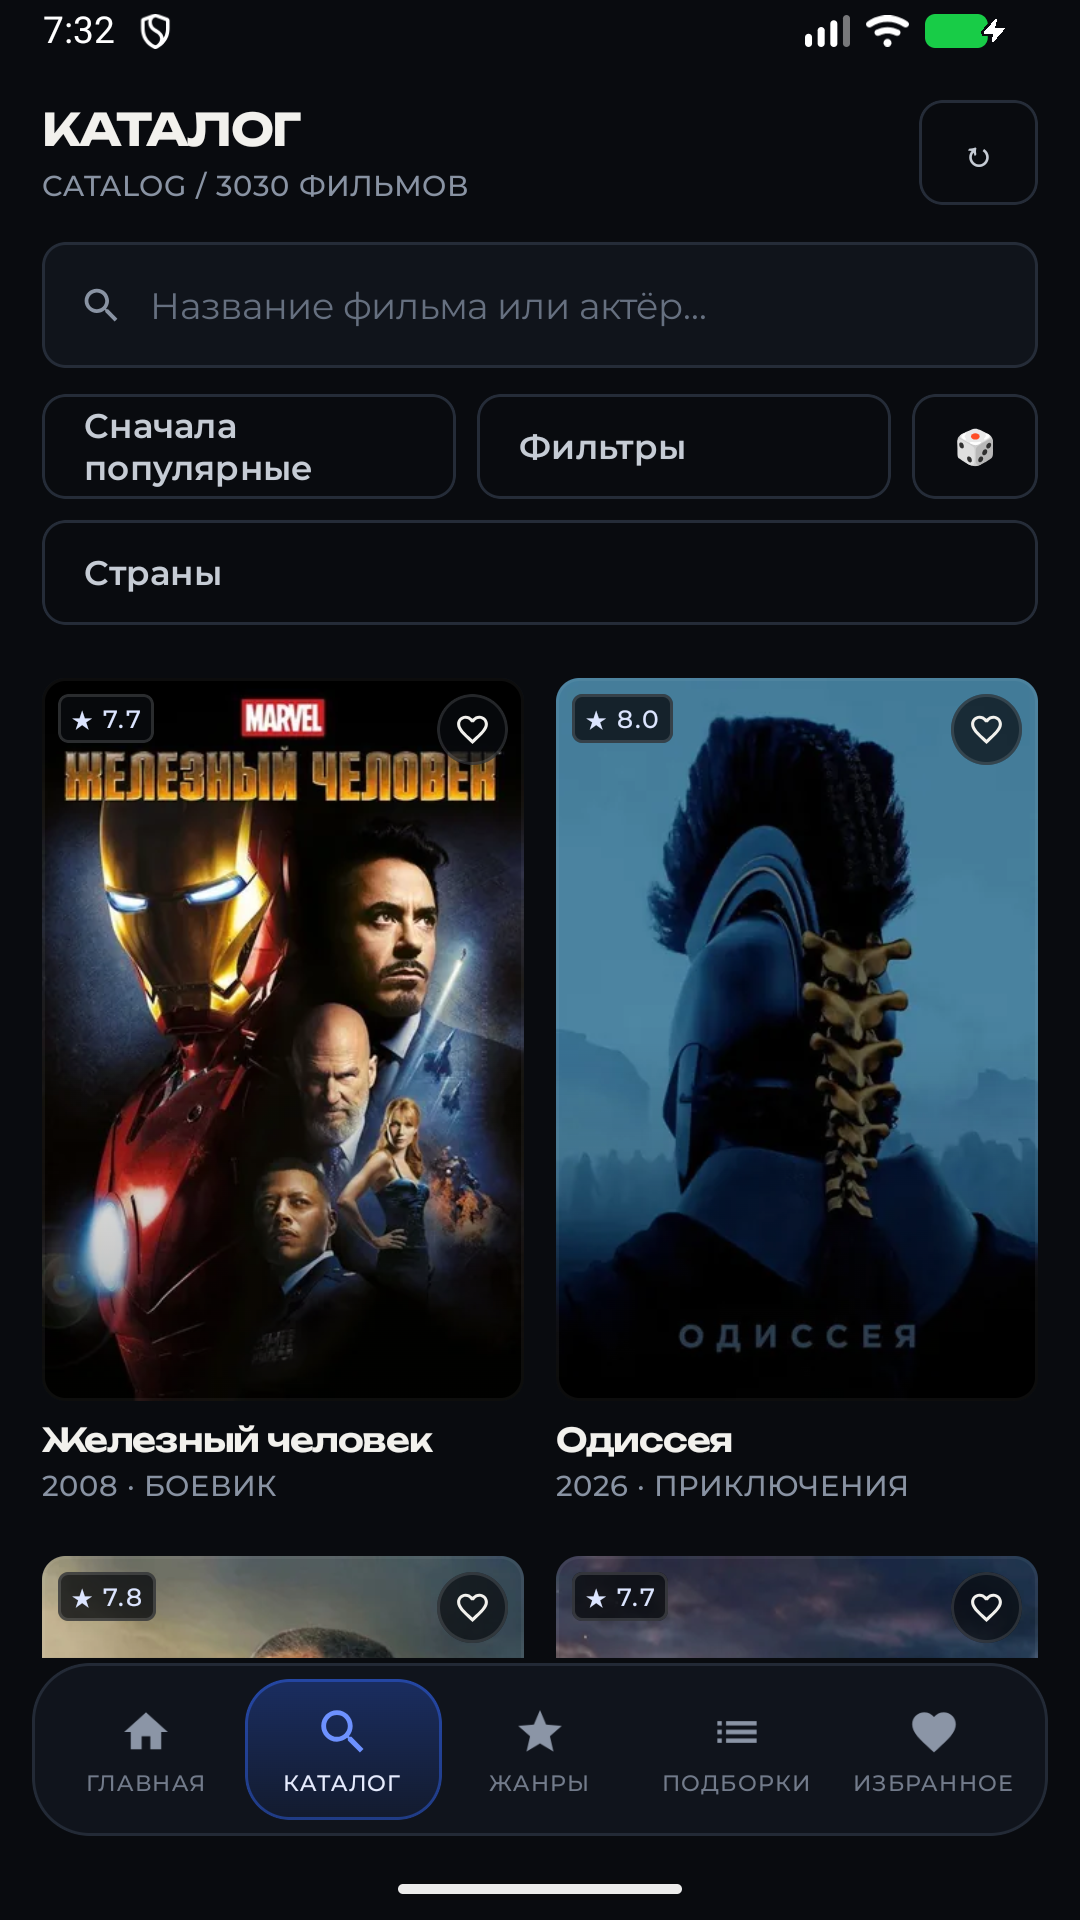 7:32
КАТАЛОГ
CATALOG / 3030 ФИЛЬМОВ
Название фильма или актёр...
Сначала
популярные
Фильтры
Страны
★ 7.7
MARVEL
ЖЕЛЕЗНЫЙ ЧЕЛОВЕК
★ 8.0
ОДИССЕЯ
Железный человек
2008 · БОЕВИК
Одиссея
2026 · ПРИКЛЮЧЕНИЯ
★ 7.8
★ 7.7
ГЛАВНАЯ
КАТАЛОГ
ЖАНРЫ
ПОДБОРКИ
ИЗБРАННОЕ